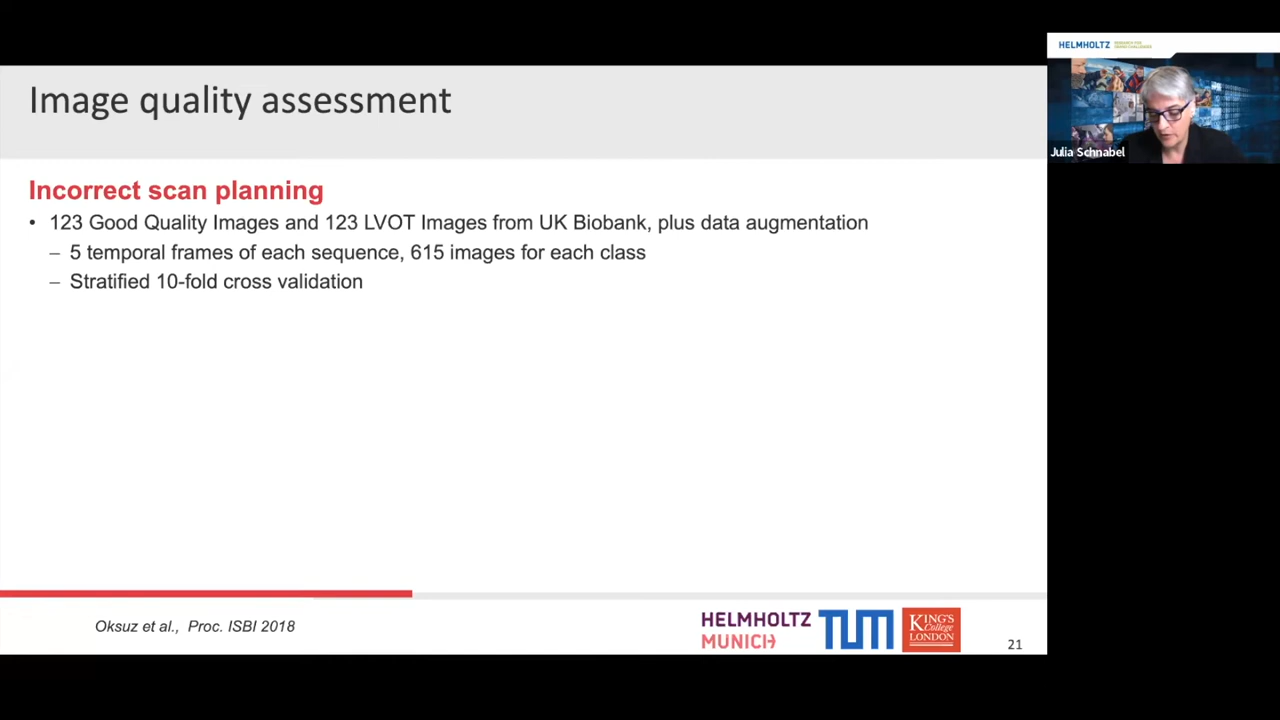 HELMHOLTZ
Image quality assessment
Julia Schnabel
Incorrect scan planning
• 123 Good Quality Images and 123 LVOT Images from UK Biobank, plus data augmentation
– 5 temporal frames of each sequence, 615 images for each class
– Stratified 10-fold cross validation
Oksuz et al., Proc. ISBI 2018
HELMHOLTZ
MUNICH
TUM
KING'S
College
LONDON
21